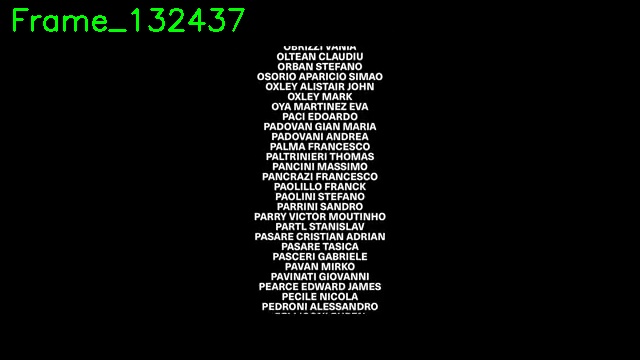 Frame_132437
OBRIZZI VANIA
OLTEAN CLAUDIU
ORBAN STEFANO
OSORIO APARICIO SIMAO
OXLEY ALISTAIR JOHN
OXLEY MARK
OYA MARTINEZ EVA
PACI EDOARDO
PADOVAN GIAN MARIA
PADOVANI ANDREA
PALMA FRANCESCO
PALTRINIERI THOMAS
PANCINI MASSIMO
PANCRAZI FRANCESCO
PAOLILLO FRANCK
PAOLINI STEFANO
PARRINI SANDRO
PARRY VICTOR MOUTINHO
PARTL STANISLAV
PASARE CRISTIAN ADRIAN
PASARE TASICA
PASCERI GABRIELE
PAVAN MIRKO
PAVINATI GIOVANNI
PEARCE EDWARD JAMES
PECILE NICOLA
PEDRONI ALESSANDRO